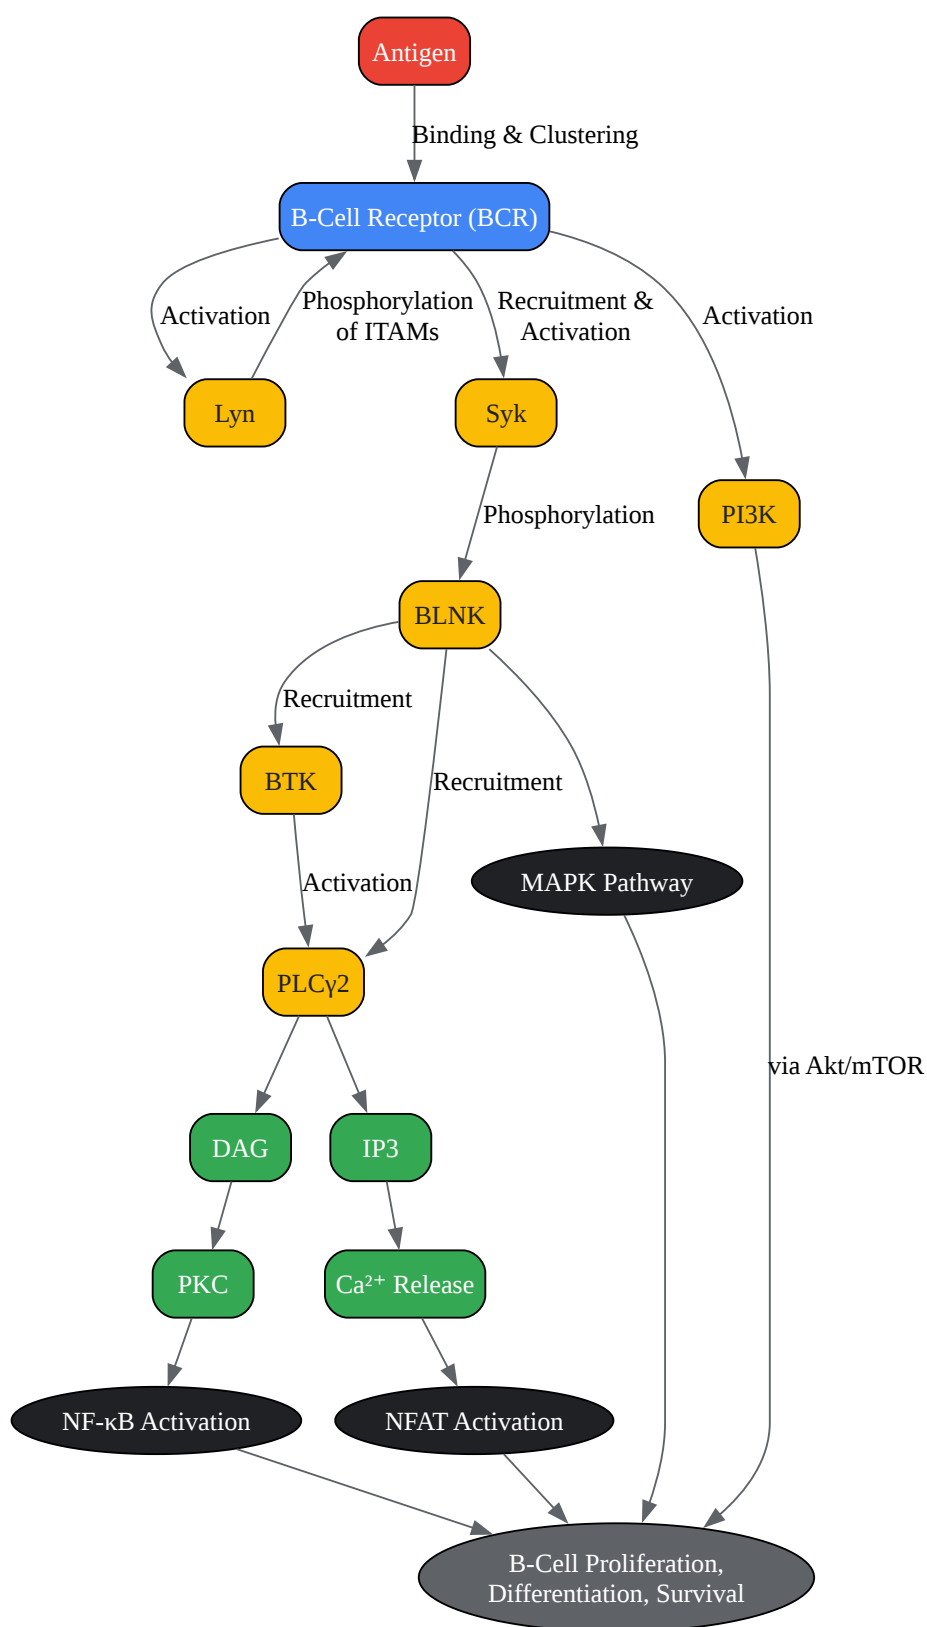 Antigen
Binding & Clustering
B-Cell Receptor (BCR)
Activation
Phosphorylation
of ITAMs
Recruitment &
Activation
Activation
Lyn
Syk
PI3K
Phosphorylation
BLNK
Recruitment
BTK
Recruitment
Activation
MAPK Pathway
PLCγ2
via Akt/mTOR
DAG
IP3
PKC
Ca²⁺ Release
NF-κB Activation
NFAT Activation
B-Cell Proliferation,
Differentiation, Survival